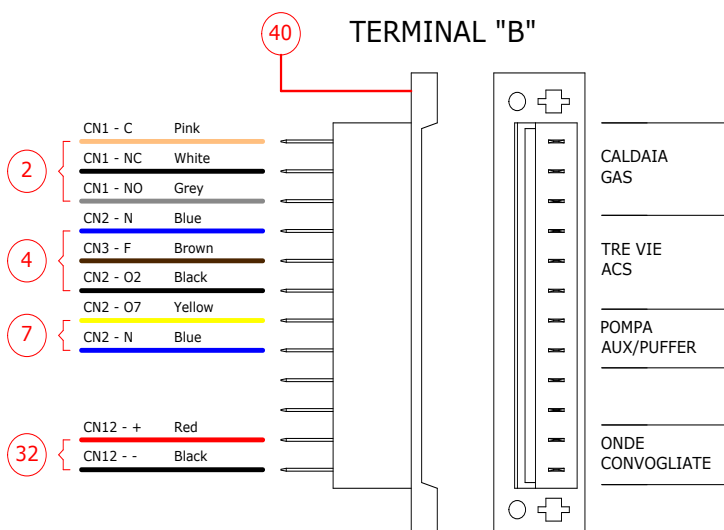 40
TERMINAL "B"
CN1 - C Pink
CN1 - NC White
2
CN1 - NO Grey
CN2 - N Blue
4
CN3 - F Brown
CN2 - O2 Black
CN2 - O7 Yellow
7
CN2 - N Blue
CN12 - + Red
32
CN12 - - Black
CALDAIA
GAS
TRE VIE
ACS
POMPA
AUX/PUFFER
ONDE
CONVOGLIATE